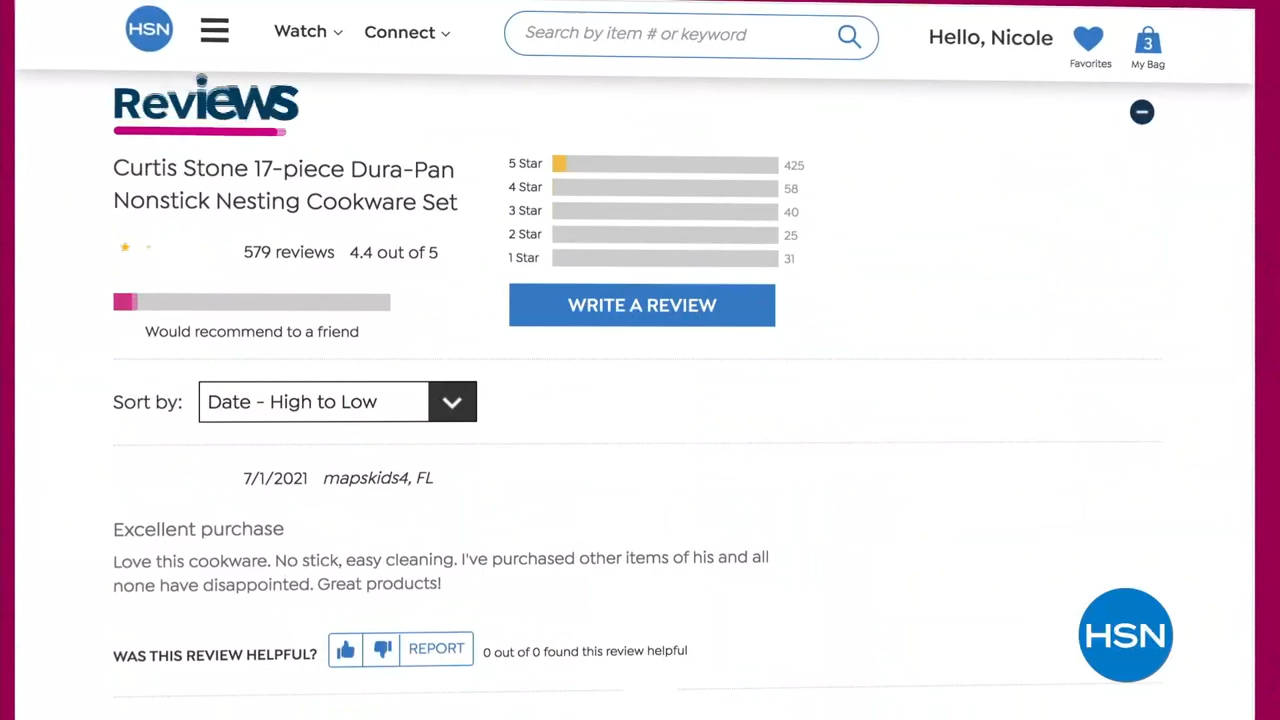 HSN
Watch
Connect
Search by item # or keyword
Hello, Nicole
Favorites
3
My Bag
Reviews
Curtis Stone 17-piece Dura-Pan
Nonstick Nesting Cookware Set
579 reviews 4.4 out of 5
Would recommend to a friend
5 Star 425
4 Star 58
3 Star 40
2 Star 25
1 Star 31
WRITE A REVIEW
Sort by: Date - High to Low
7/1/2021 mapskids4, FL
Excellent purchase
Love this cookware. No stick, easy cleaning. I've purchased other items of his and all
none have disappointed. Great products!
WAS THIS REVIEW HELPFUL? REPORT 0 out of 0 found this review helpful
HSN